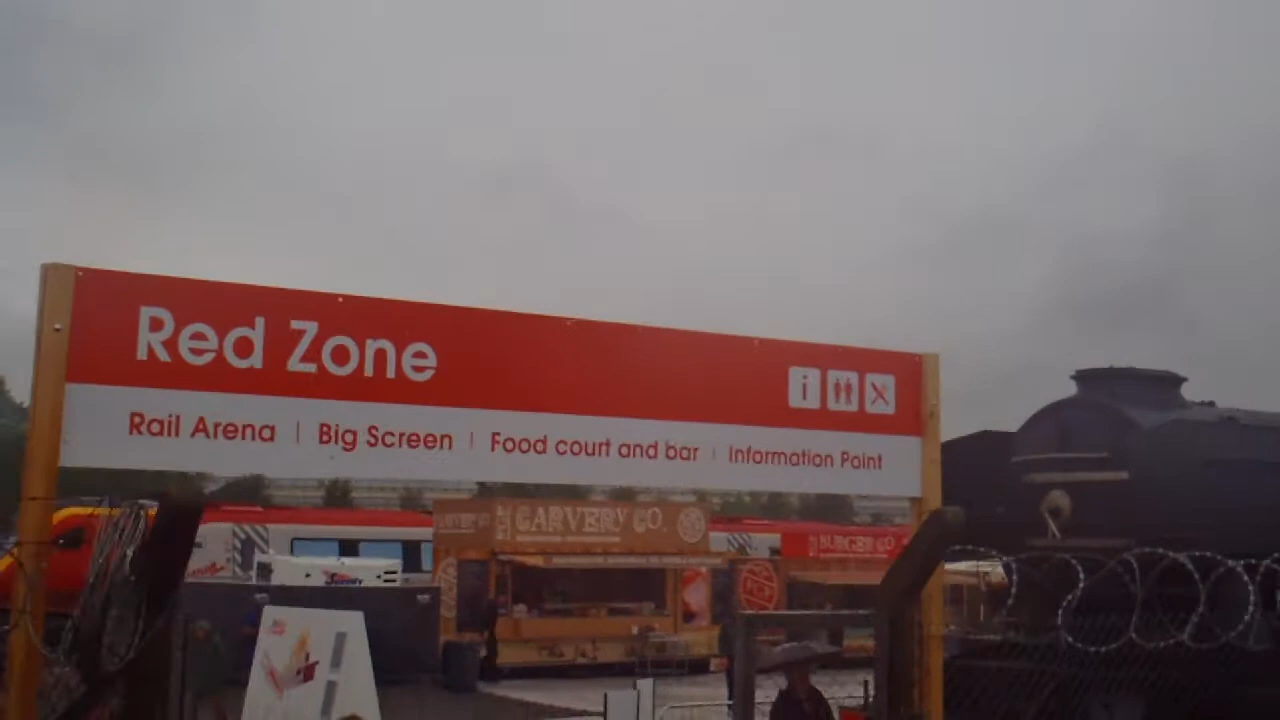 Red Zone
i
Rail Arena | Big Screen | Food court and bar | Information Point
CARVERY CO.
BURGER CO